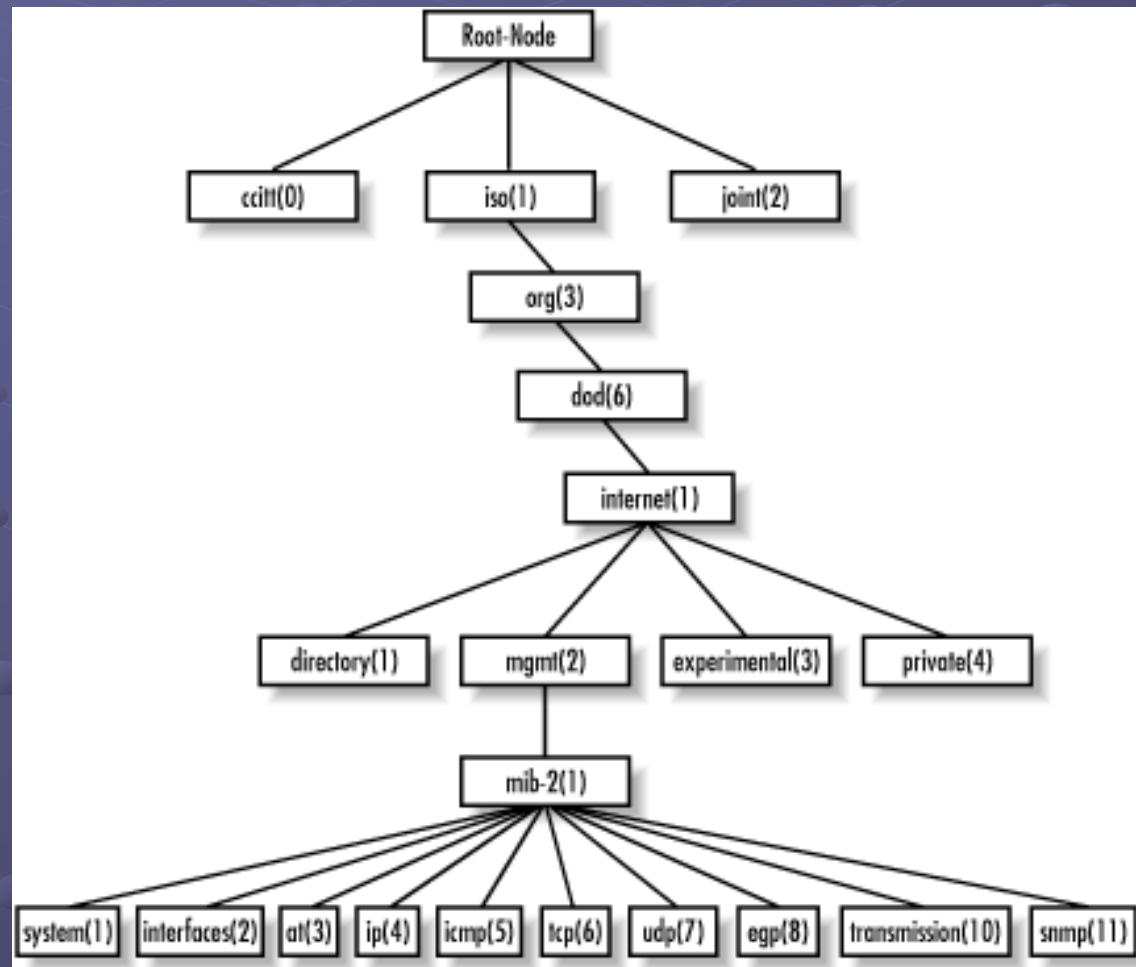 Root-Node
ccitt(0) iso(1) joint(2)
org(3)
dod(6)
internet(1)
directory(1) mgmt(2) experimental(3) private(4)
mib-2(1)
system(1) interfaces(2) at(3) ip(4) icmp(5) tcp(6) udp(7) egp(8) transmission(10) snmp(11)